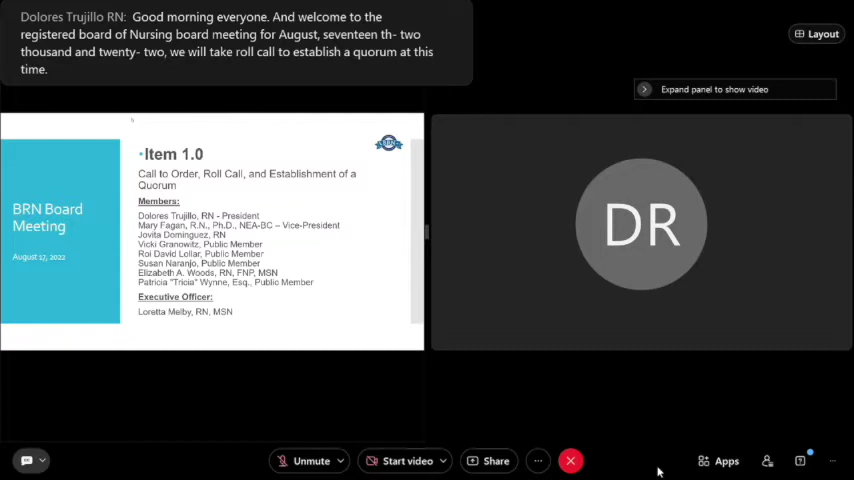 Dolores Trujillo RN: Good morning everyone. And welcome to the
registered board of Nursing board meeting for August, seventeen th- two
thousand and twenty- two, we will take roll call to establish a quorum at this
time.
Layout
Expand panel to show video
BRN Board
Meeting
August 17, 2022
•Item 1.0
BRN
Call to Order, Roll Call, and Establishment of a
Quorum
Members:
Dolores Trujillo, RN - President
Mary Fagan, R.N., Ph.D., NEA-BC – Vice-President
Jovita Dominguez, RN
Vicki Granowitz, Public Member
Roi David Lollar, Public Member
Susan Naranjo, Public Member
Elizabeth A. Woods, RN, FNP, MSN
Patricia "Tricia" Wynne, Esq., Public Member
Executive Officer:
Loretta Melby, RN, MSN
DR
Unmute
Start video
Share
Apps